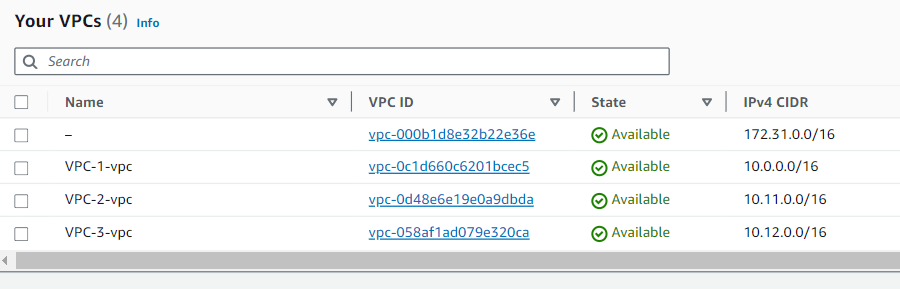 Your VPCs (4) Info
Search
Name VPC ID State IPv4 CIDR
– vpc-000b1d8e32b22e36e Available 172.31.0.0/16
VPC-1-vpc vpc-0c1d660c6201bcec5 Available 10.0.0.0/16
VPC-2-vpc vpc-0d48e6e19e0a9dbda Available 10.11.0.0/16
VPC-3-vpc vpc-058af1ad079e320ca Available 10.12.0.0/16